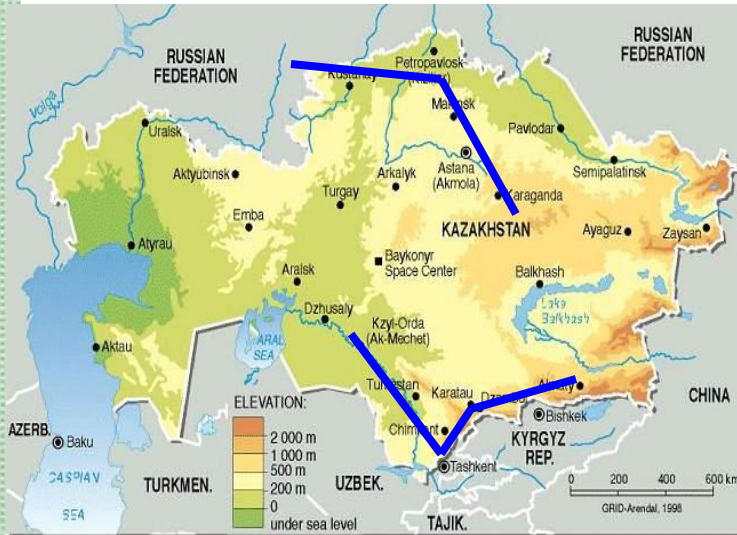 RUSSIAN
FEDERATION
RUSSIAN
FEDERATION
Petropavlosk
Kustanay
Volga
Uralsk
Makinsk
Pavlodar
Astana
(Akmola)
Semipalatinsk
Aktyubinsk
Arkalyk
Turgay
Karaganda
Emba
KAZAKHSTAN
Ayaguz
Zaysan
Atyrau
Baykonyr
Space Center
Aralsk
Balkhash
Dzhusaly
Lake
Balkhash
Kzyl-Orda
(Ak-Mechet)
ARAL
SEA
Aktau
Turkestan
Karatau
Almaty
CHINA
ELEVATION:
2 000 m
1 000 m
500 m
200 m
0
under sea level
Chimkent
Bishkek
AZERB.
Baku
KYRGYZ
REP.
Tashkent
CASPIAN
SEA
TURKMEN.
UZBEK.
TAJIK.
0 200 400 600 km
GRID-Arendal, 1998